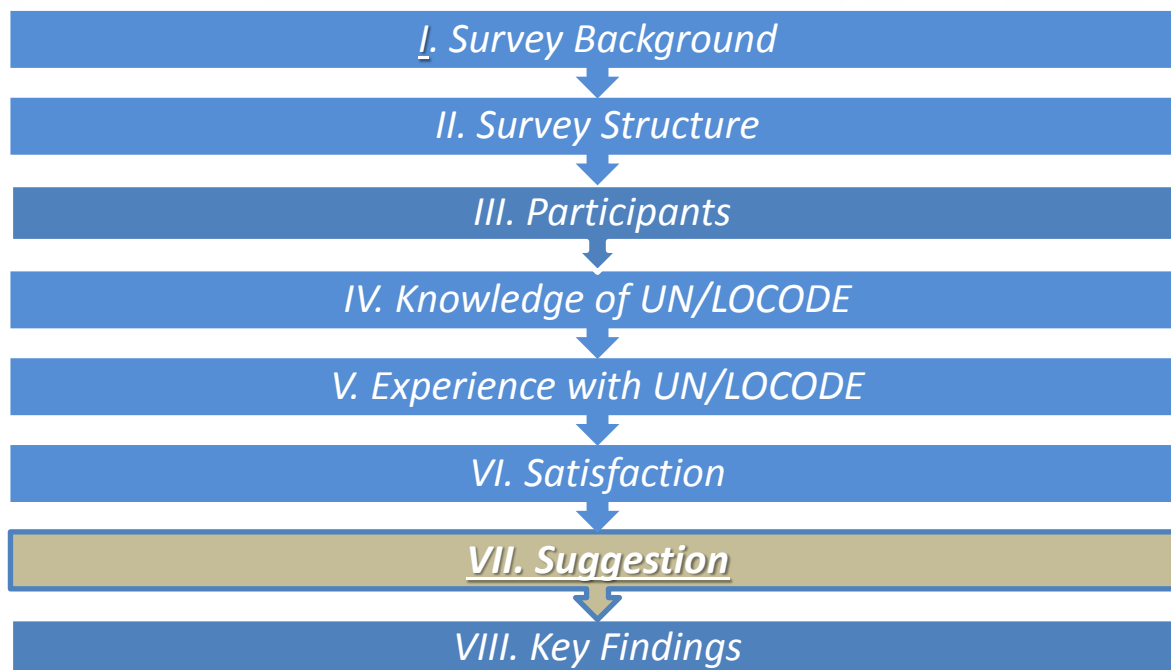 I. Survey Background
II. Survey Structure
III. Participants
IV. Knowledge of UN/LOCODE
V. Experience with UN/LOCODE
VI. Satisfaction
VII. Suggestion
VIII. Key Findings